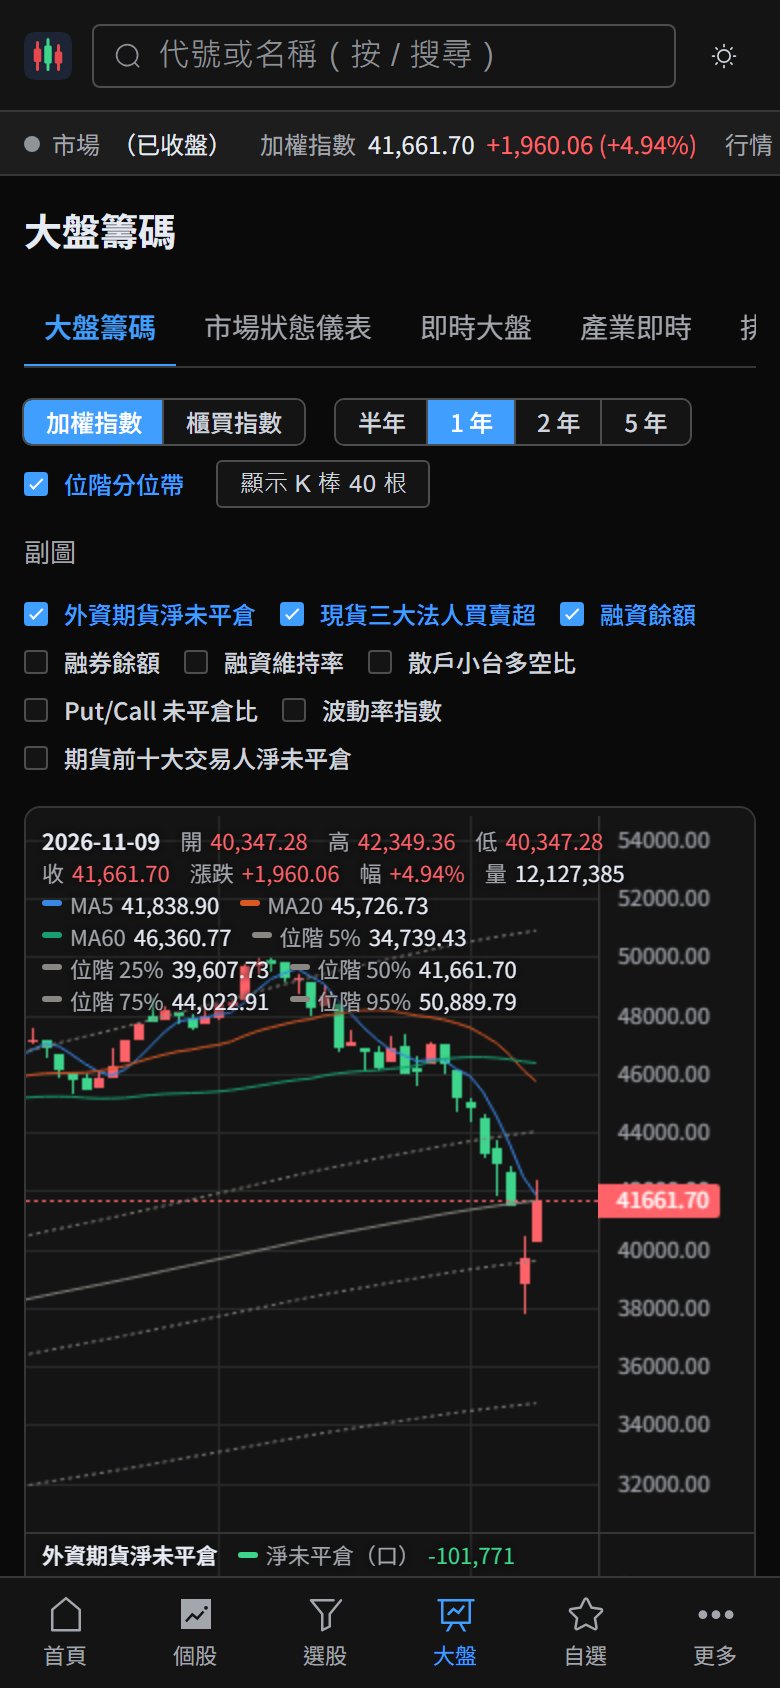 代號或名稱 ( 按 / 搜尋 )
市場 （已收盤） 加權指數 41,661.70 +1,960.06 (+4.94%) 行情
大盤籌碼
大盤籌碼 市場狀態儀表 即時大盤 產業即時
加權指數 櫃買指數 半年 1 年 2 年 5 年
位階分位帶 顯示 K 棒 40 根
副圖
外資期貨淨未平倉 現貨三大法人買賣超 融資餘額
融券餘額 融資維持率 散戶小台多空比
Put/Call 未平倉比 波動率指數
期貨前十大交易人淨未平倉
2026-11-09 開 40,347.28 高 42,349.36 低 40,347.28
收 41,661.70 漲跌 +1,960.06 幅 +4.94% 量 12,127,385
MA5 41,838.90 MA20 45,726.73
MA60 46,360.77 位階 5% 34,739.43
位階 25% 39,607.73 位階 50% 41,661.70
位階 75% 44,022.91 位階 95% 50,889.79
54000.00
52000.00
50000.00
48000.00
46000.00
44000.00
41661.70
40000.00
38000.00
36000.00
34000.00
32000.00
外資期貨淨未平倉 淨未平倉（口） -101,771
首頁 個股 選股 大盤 自選 更多